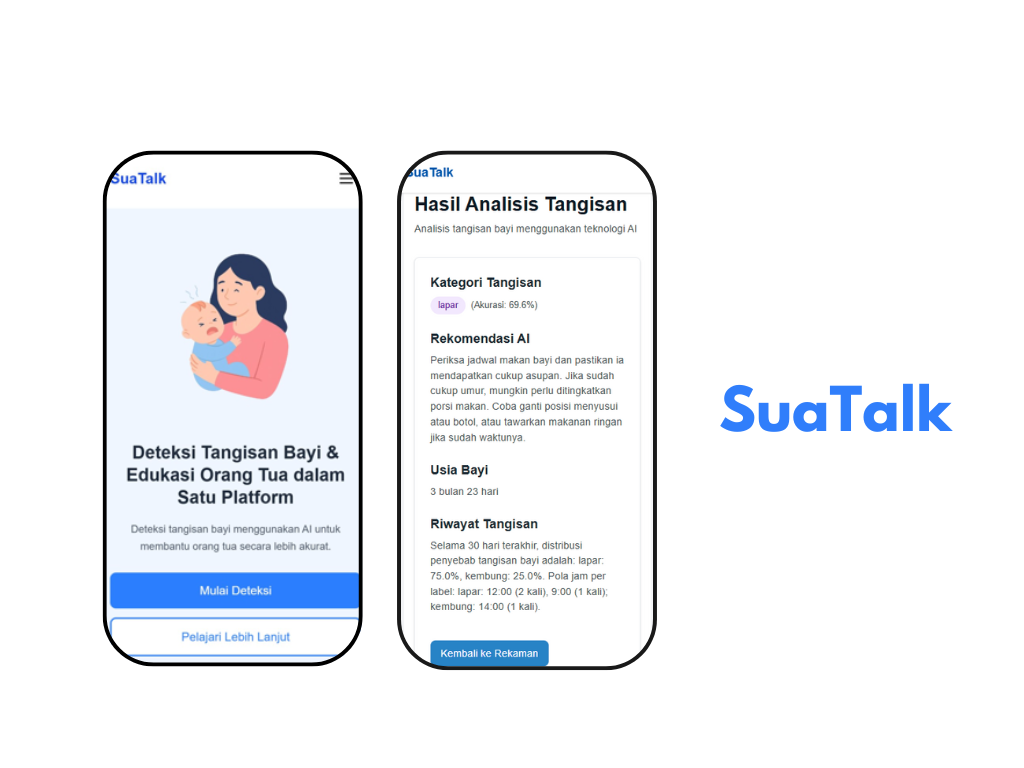 SuaTalk
Deteksi Tangisan Bayi &
Edukasi Orang Tua dalam
Satu Platform
Deteksi tangisan bayi menggunakan AI untuk
membantu orang tua secara lebih akurat.
Mulai Deteksi
Pelajari Lebih Lanjut
SuaTalk
Hasil Analisis Tangisan
Analisis tangisan bayi menggunakan teknologi AI
Kategori Tangisan
lapar (Akurasi: 69.6%)
Rekomendasi AI
Periksa jadwal makan bayi dan pastikan ia
mendapatkan cukup asupan. Jika sudah
cukup umur, mungkin perlu ditingkatkan
porsi makan. Coba ganti posisi menyusui
atau botol, atau tawarkan makanan ringan
jika sudah waktunya.
Usia Bayi
3 bulan 23 hari
Riwayat Tangisan
Selama 30 hari terakhir, distribusi
penyebab tangisan bayi adalah: lapar:
75.0%, kembung: 25.0%. Pola jam per
label: lapar: 12:00 (2 kali), 9:00 (1 kali);
kembung: 14:00 (1 kali).
Kembali ke Rekaman
SuaTalk